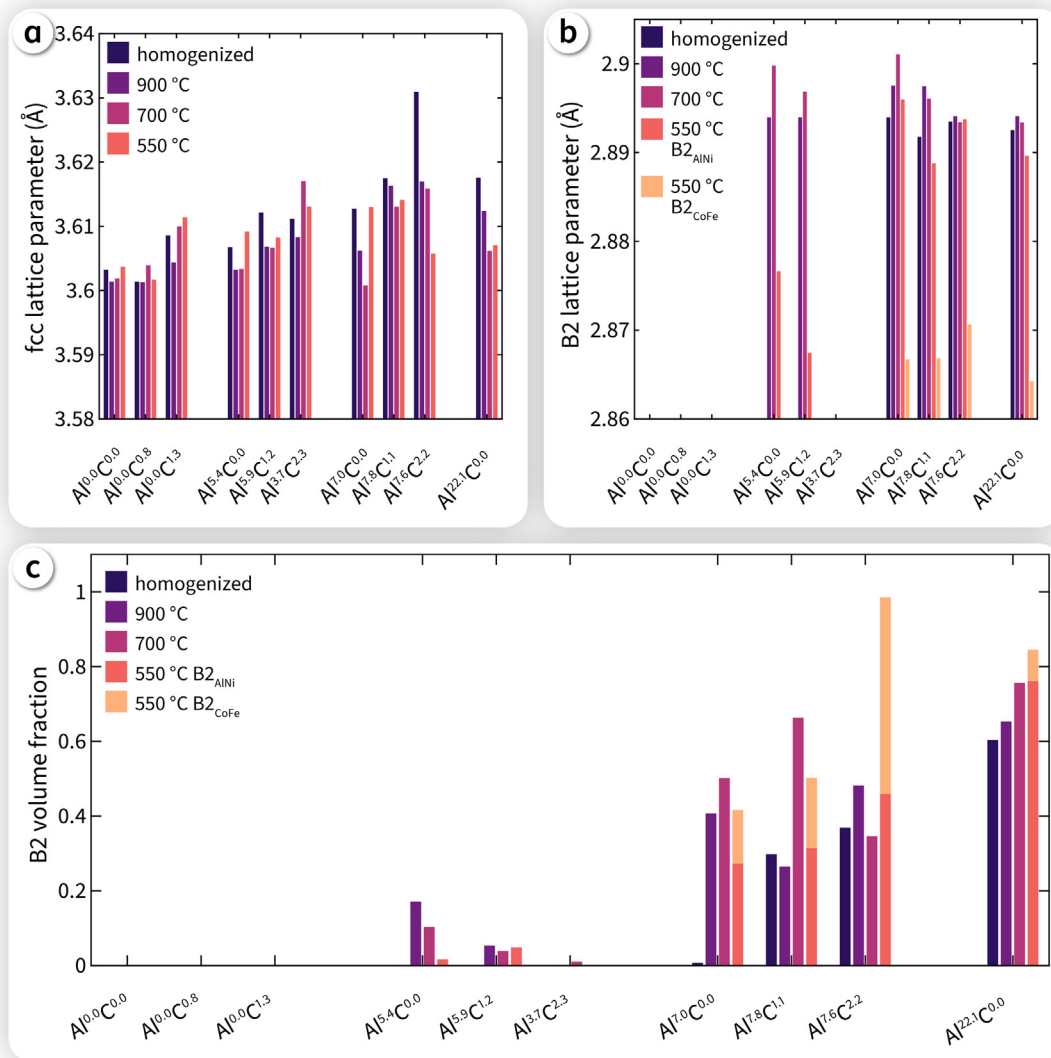 a
3.64
3.63
3.62
3.61
3.6
3.59
3.58
fcc lattice parameter (Å)
homogenized
900 °C
700 °C
550 °C
Al0.0C0.0
Al0.0C0.8
Al0.0C1.3
Al5.4C0.0
Al5.9C1.2
Al3.7C2.3
Al7.0C0.0
Al7.8C1.1
Al7.6C2.2
Al22.1C0.0
b
2.9
2.89
2.88
2.87
2.86
B2 lattice parameter (Å)
homogenized
900 °C
700 °C
550 °C
B2AlNi
550 °C
B2CoFe
Al0.0C0.0
Al0.0C0.8
Al0.0C1.3
Al5.4C0.0
Al5.9C1.2
Al3.7C2.3
Al7.0C0.0
Al7.8C1.1
Al7.6C2.2
Al22.1C0.0
c
1
0.8
0.6
0.4
0.2
0
B2 volume fraction
homogenized
900 °C
700 °C
550 °C B2AlNi
550 °C B2CoFe
Al0.0C0.0
Al0.0C0.8
Al0.0C1.3
Al5.4C0.0
Al5.9C1.2
Al3.7C2.3
Al7.0C0.0
Al7.8C1.1
Al7.6C2.2
Al22.1C0.0